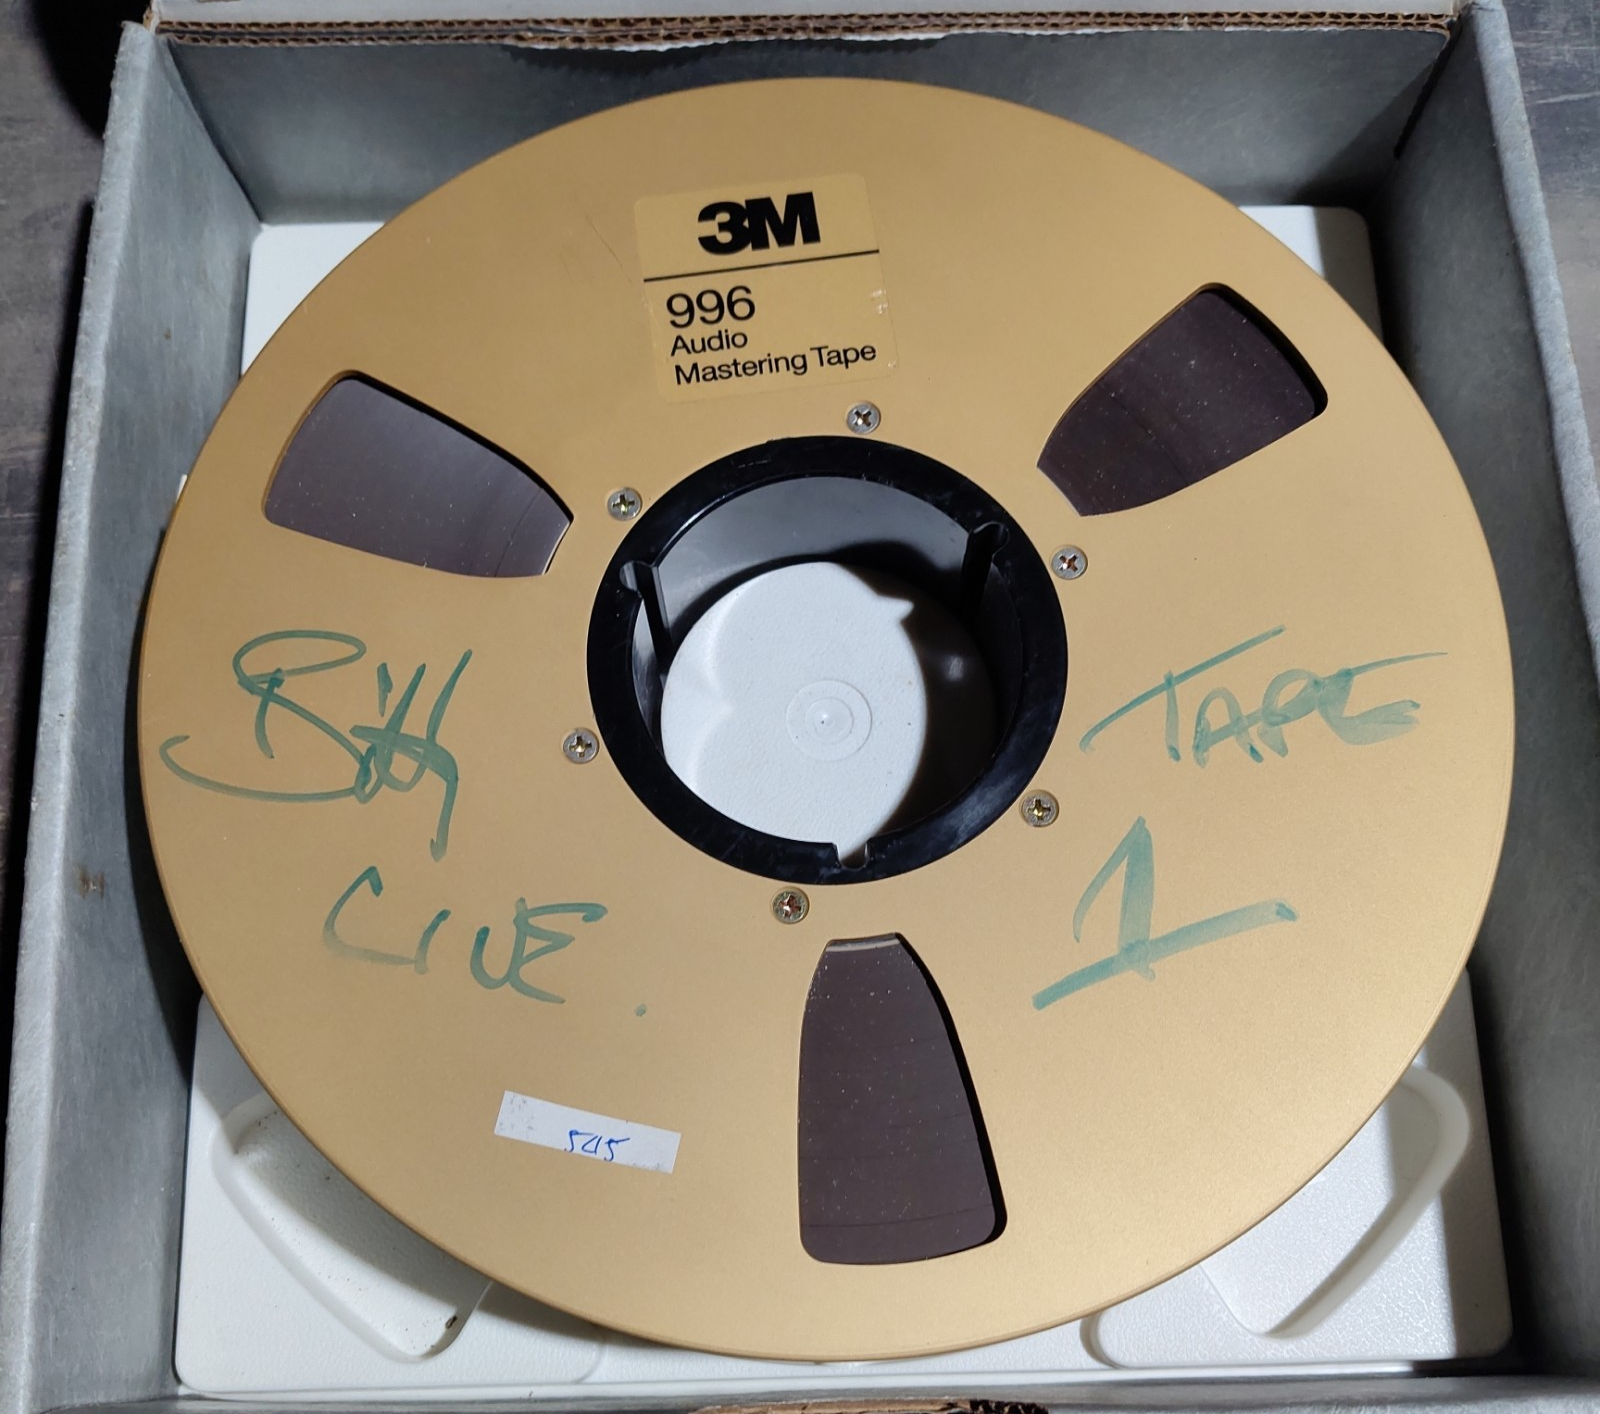 3M
996
Audio
Mastering Tape
Billy
LIVE.
TAPE
1
545